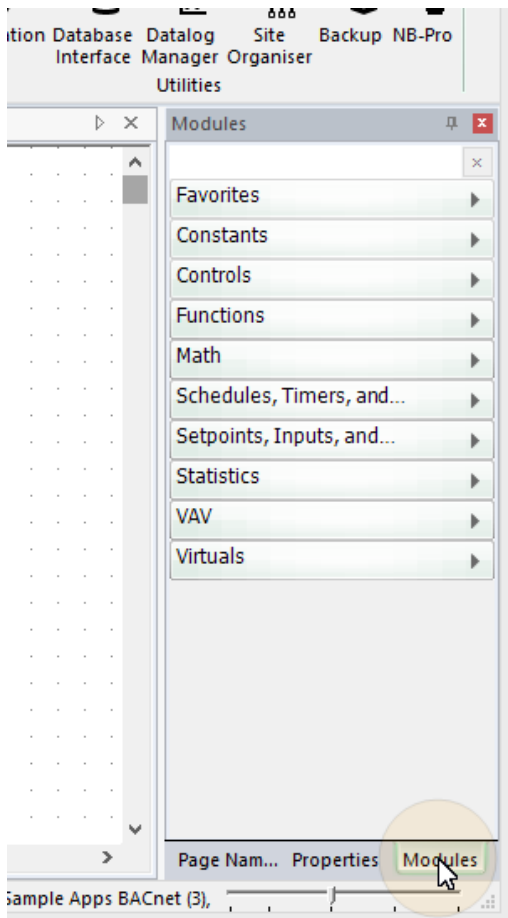 tion Database Datalog Site Backup NB-Pro
Interface Manager Organiser
Utilities
Modules
Favorites
Constants
Controls
Functions
Math
Schedules, Timers, and...
Setpoints, Inputs, and...
Statistics
VAV
Virtuals
Page Nam... Properties Modules
Sample Apps BACnet (3),